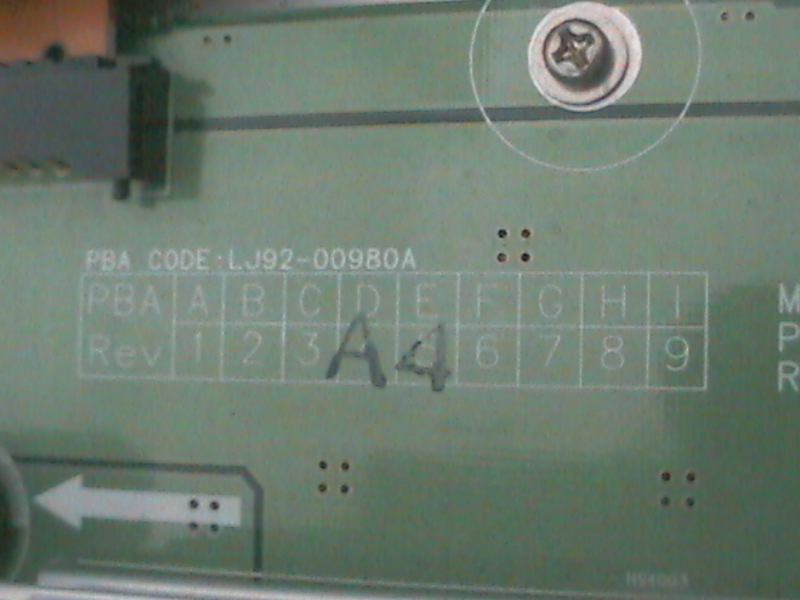 PBA CODE:LJ92-00980A
PBA A B C D E F G H I
Rev 1 2 3 A4 6 7 8 9
M
P
R